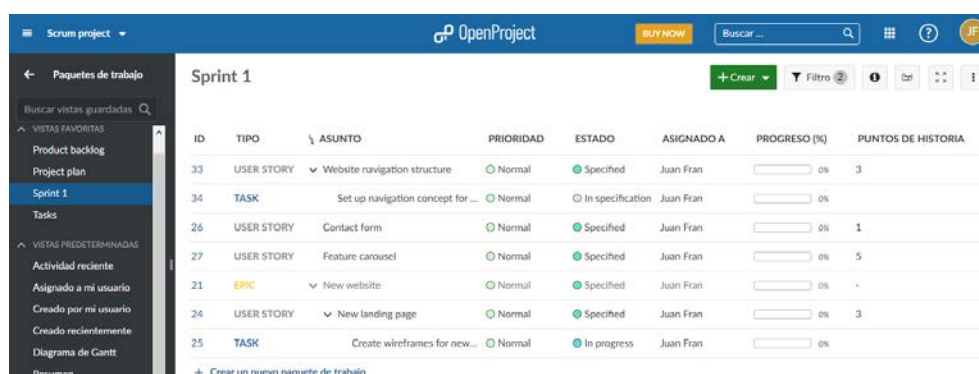 Scrum project OpenProject BUY NOW Buscar ... ? JF
Paquetes de trabajo
Buscar vistas guardadas
VISTAS FAVORITAS
Product backlog
Project plan
Sprint 1
Tasks
VISTAS PREDETERMINADAS
Actividad reciente
Asignado a mi usuario
Creado por mi usuario
Creado recientemente
Diagrama de Gantt
Resumen
Sprint 1
+ Crear Filtro 2
ID TIPO ASUNTO PRIORIDAD ESTADO ASIGNADO A PROGRESO (%) PUNTOS DE HISTORIA
33 USER STORY Website navigation structure Normal Specified Juan Fran 0% 3
34 TASK Set up navigation concept for ... Normal In specification Juan Fran 0%
26 USER STORY Contact form Normal Specified Juan Fran 0% 1
27 USER STORY Feature carousel Normal Specified Juan Fran 0% 5
21 EPIC New website Normal Specified Juan Fran 0% -
24 USER STORY New landing page Normal Specified Juan Fran 0% 3
25 TASK Create wireframes for new... Normal In progress Juan Fran 0%
+ Crear un nuevo paquete de trabajo